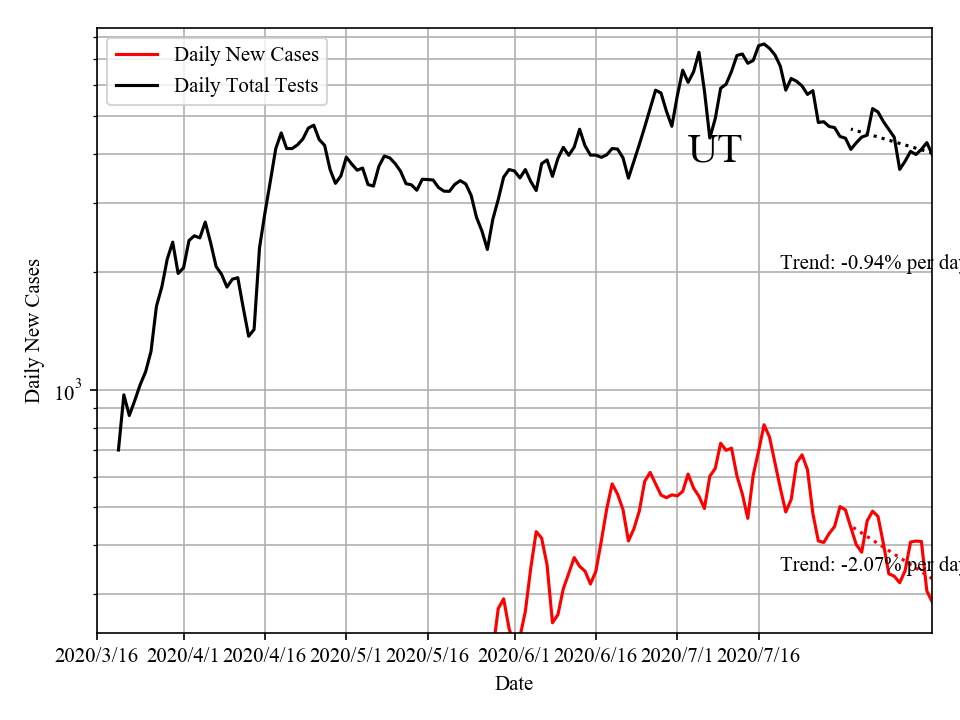 Daily New Cases
Daily Total Tests
UT
Trend: -0.94% per day
Trend: -2.07% per day
Daily New Cases
10^3
2020/3/16 2020/4/1 2020/4/16 2020/5/1 2020/5/16 2020/6/1 2020/6/16 2020/7/1 2020/7/16
Date